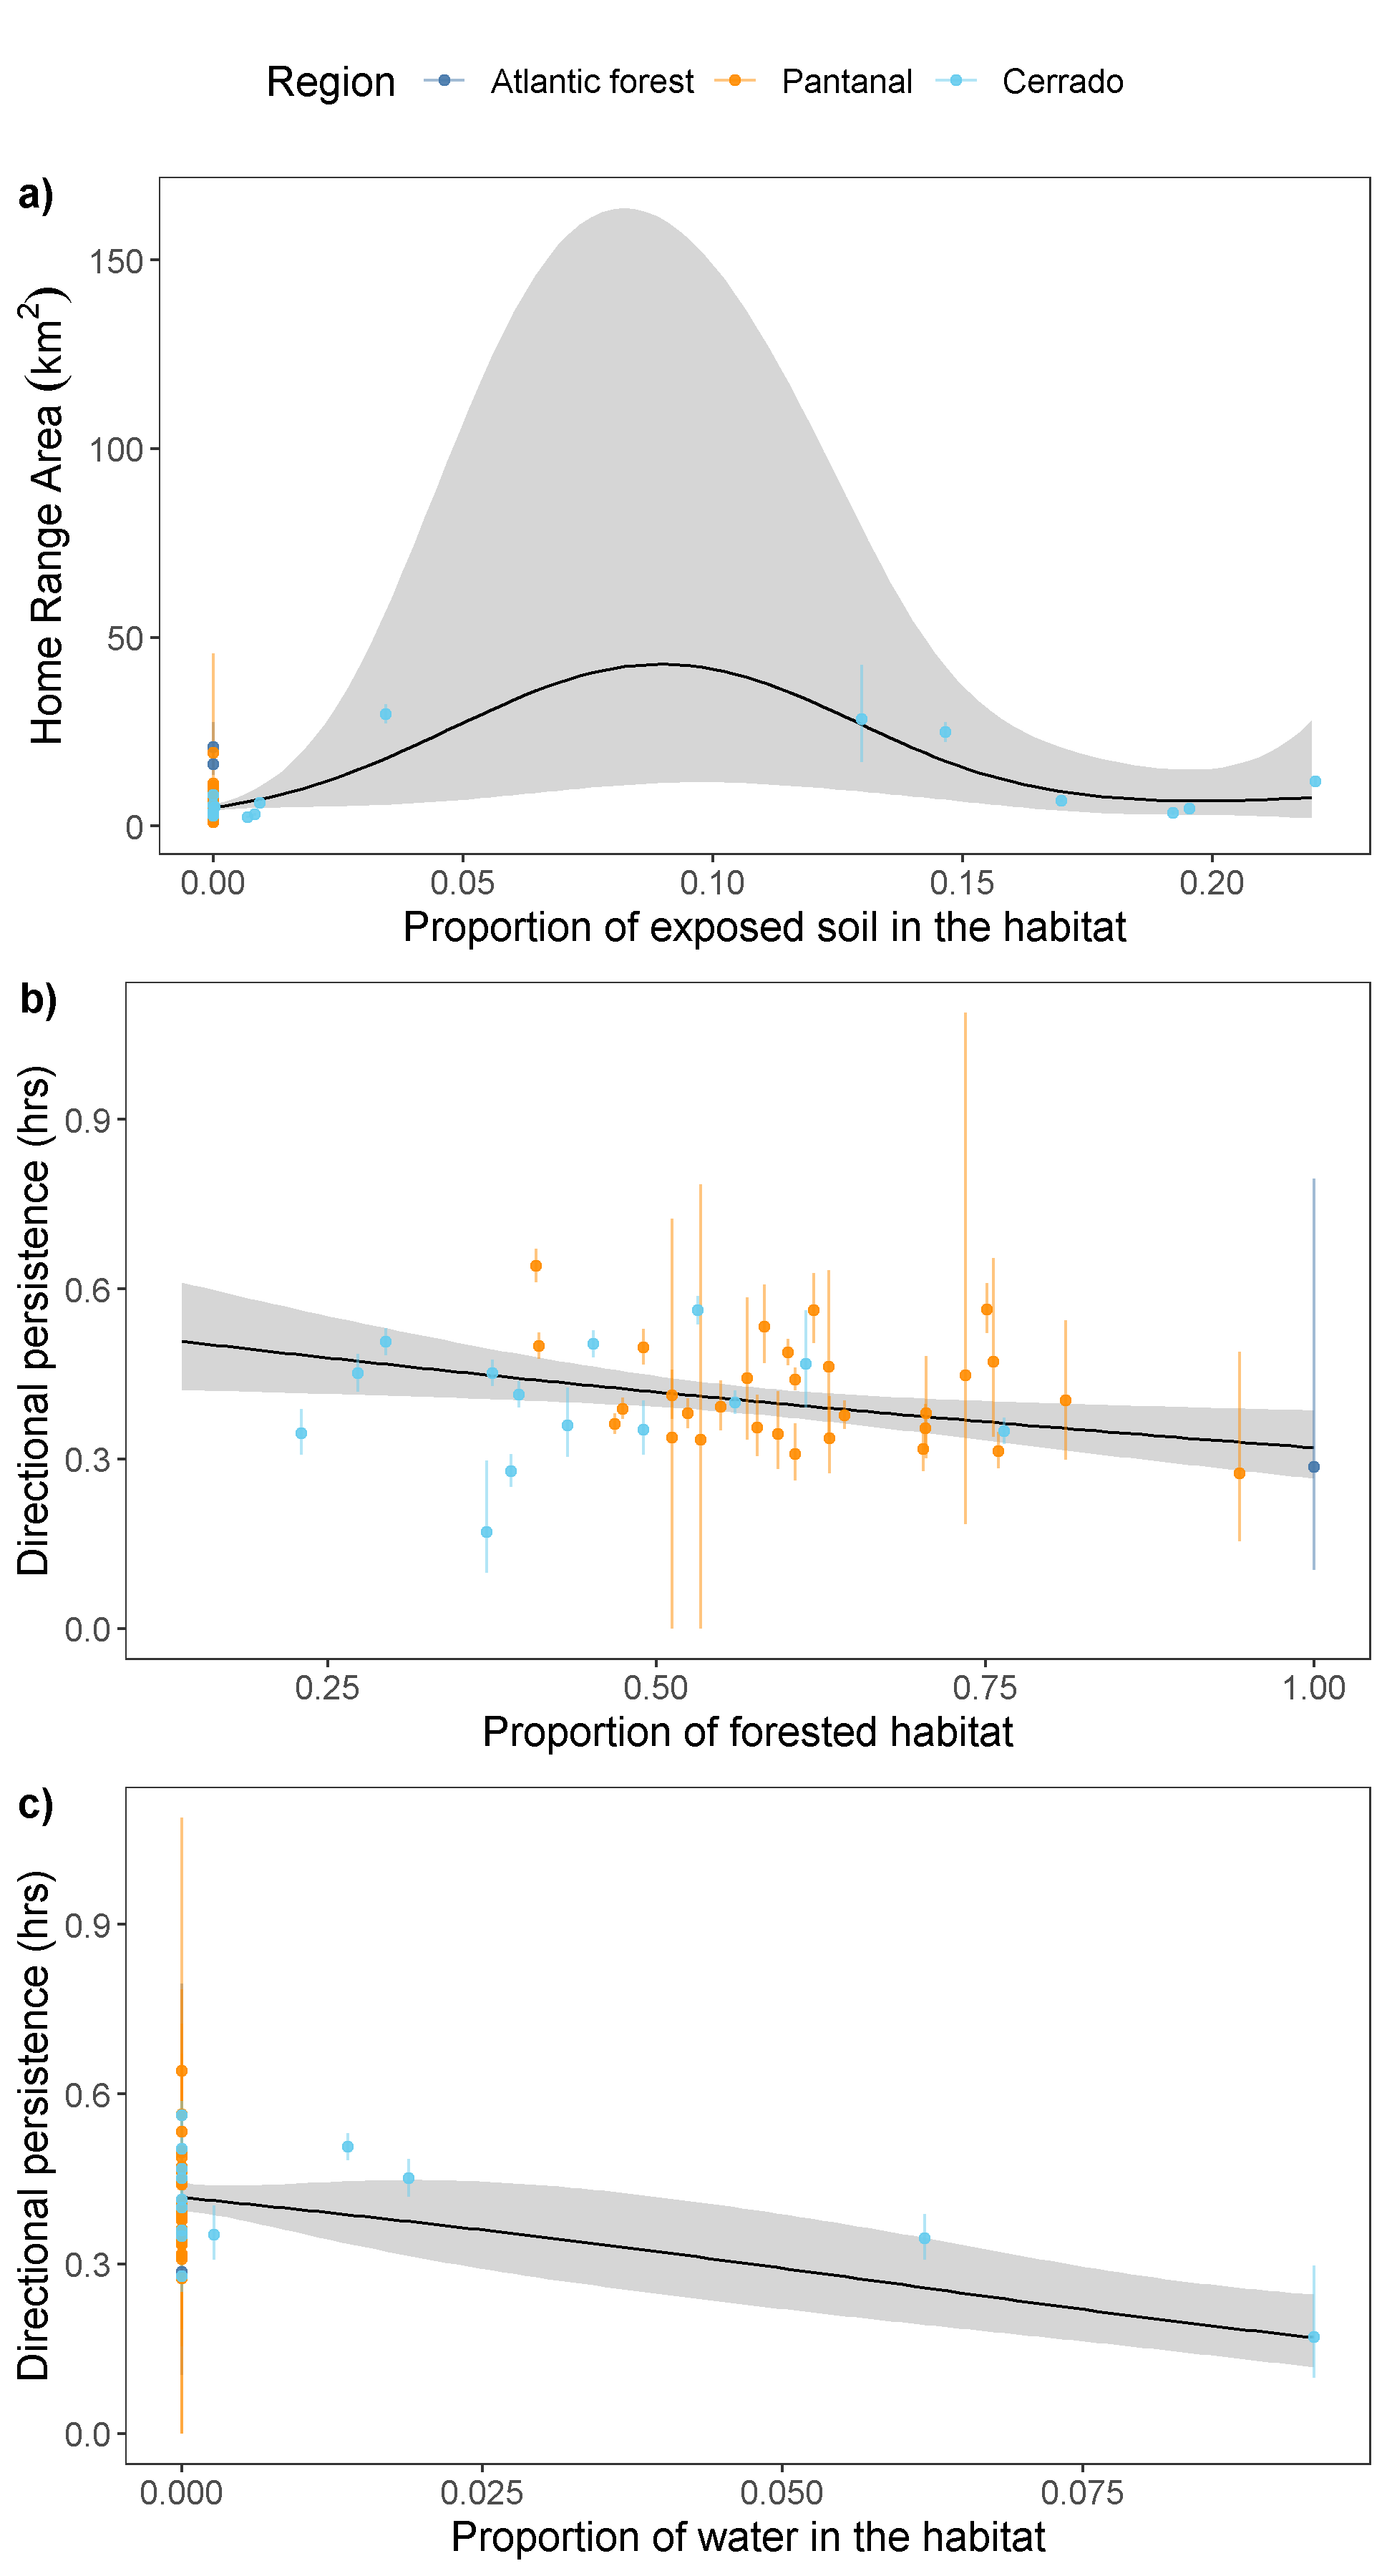 Region Atlantic forest Pantanal Cerrado
a)
Home Range Area (km²)
150
100
50
0
0.00 0.05 0.10 0.15 0.20
Proportion of exposed soil in the habitat
b)
Directional persistence (hrs)
0.9
0.6
0.3
0.0
0.25 0.50 0.75 1.00
Proportion of forested habitat
c)
Directional persistence (hrs)
0.9
0.6
0.3
0.0
0.000 0.025 0.050 0.075
Proportion of water in the habitat